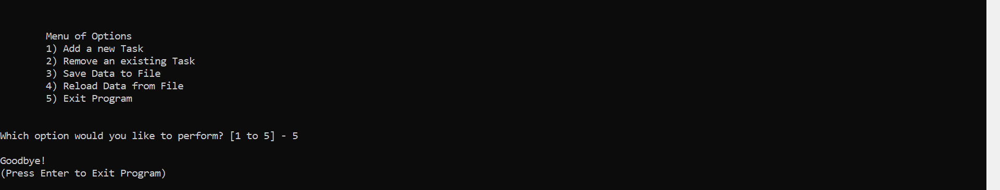 Menu of Options
1) Add a new Task
2) Remove an existing Task
3) Save Data to File
4) Reload Data from File
5) Exit Program
Which option would you like to perform? [1 to 5] - 5
Goodbye!
(Press Enter to Exit Program)